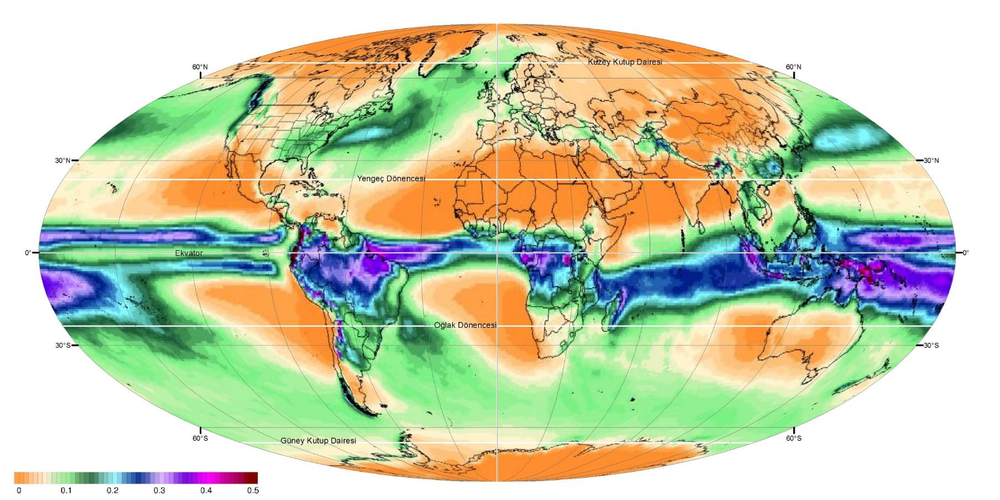 Kuzey Kutup Dairesi
60°N
60°N
30°N
30°N
Yengeç Dönencesi
0°
Ekvator
0°
Oğlak Dönencesi
30°S
30°S
60°S
Güney Kutup Dairesi
60°S
0 0.1 0.2 0.3 0.4 0.5